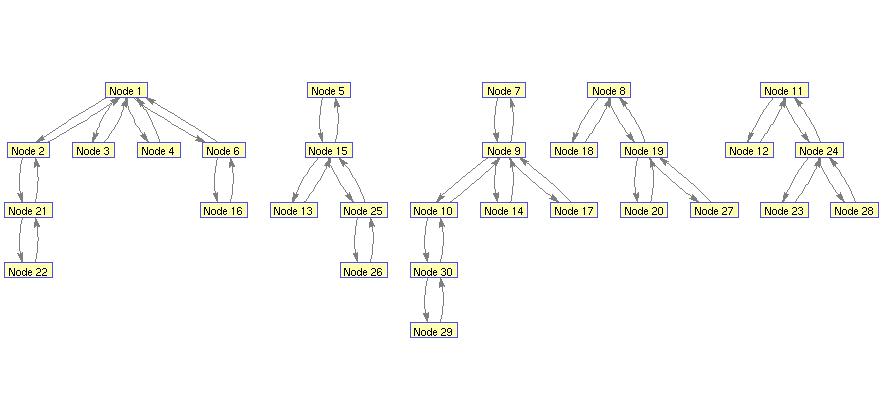 Node 1
Node 5
Node 7
Node 8
Node 11
Node 2
Node 3
Node 4
Node 6
Node 15
Node 9
Node 18
Node 19
Node 12
Node 24
Node 21
Node 16
Node 13
Node 25
Node 10
Node 14
Node 17
Node 20
Node 27
Node 23
Node 28
Node 22
Node 26
Node 30
Node 29